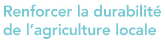 Renforcer la durabilité
de l'agriculture locale